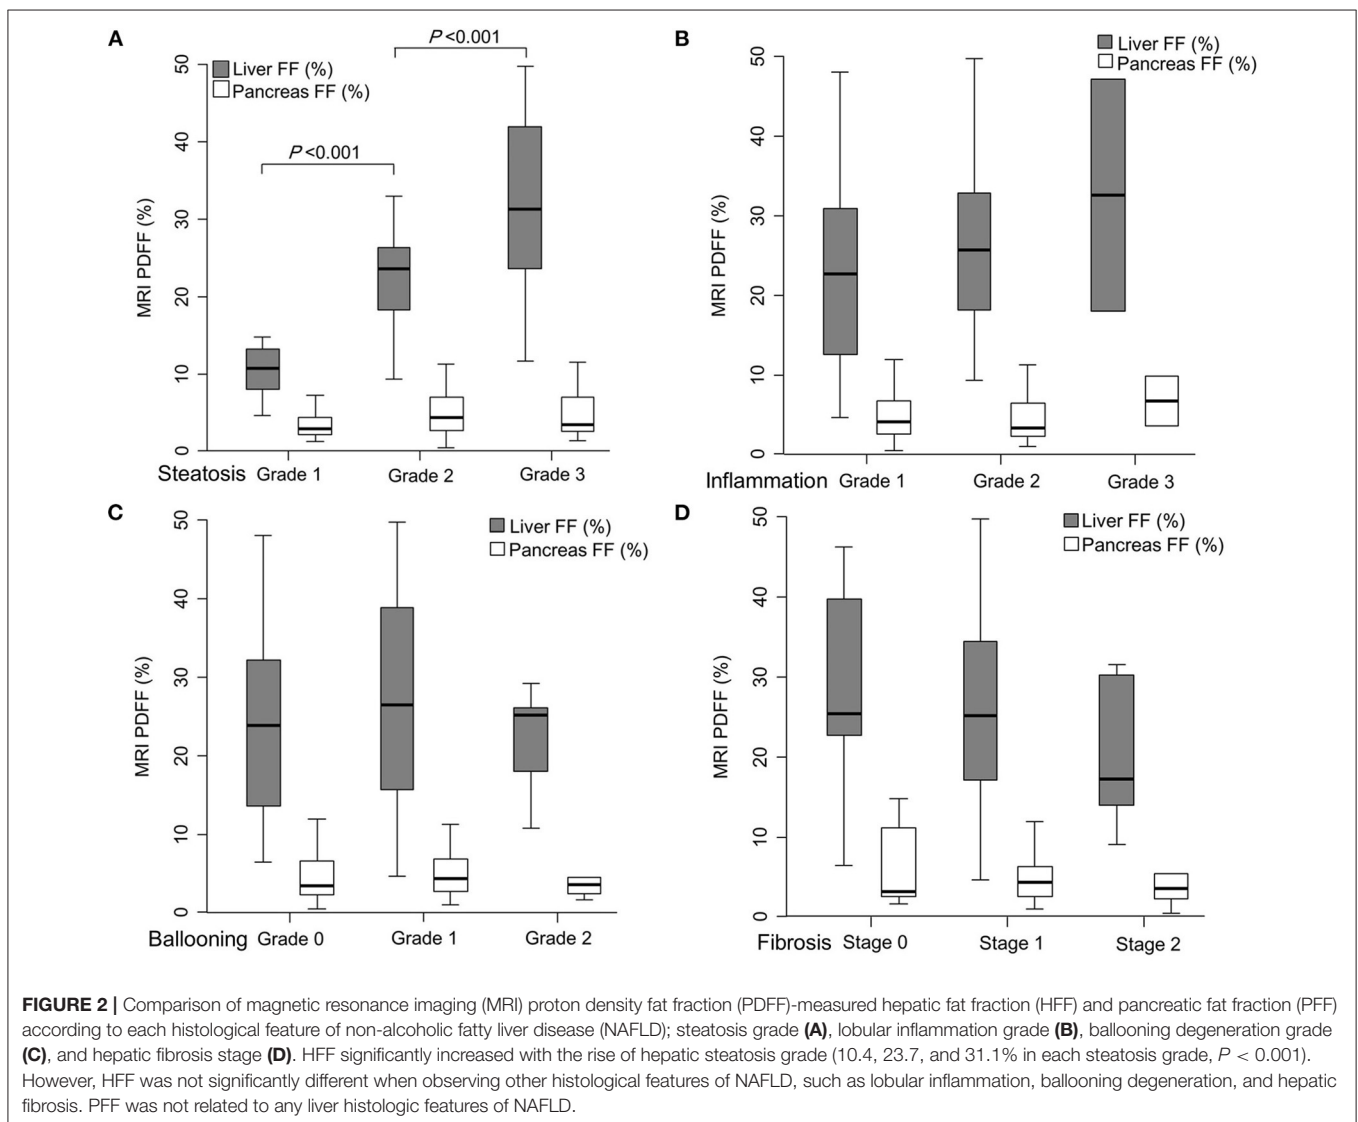 A
P<0.001
50
Liver FF (%)
Pancreas FF (%)
40
P<0.001
30
MRI PDFF (%)
20
10
0
Steatosis Grade 1 Grade 2 Grade 3
B
Liver FF (%)
50
Pancreas FF (%)
40
30
MRI PDFF (%)
20
10
0
Inflammation Grade 1 Grade 2 Grade 3
C
50
Liver FF (%)
Pancreas FF (%)
40
30
MRI PDFF (%)
20
10
0
Ballooning Grade 0 Grade 1 Grade 2
D
50
Liver FF (%)
Pancreas FF (%)
40
30
MRI PDFF (%)
20
10
0
Fibrosis Stage 0 Stage 1 Stage 2
FIGURE 2 | Comparison of magnetic resonance imaging (MRI) proton density fat fraction (PDFF)-measured hepatic fat fraction (HFF) and pancreatic fat fraction (PFF)
according to each histological feature of non-alcoholic fatty liver disease (NAFLD); steatosis grade (A), lobular inflammation grade (B), ballooning degeneration grade
(C), and hepatic fibrosis stage (D). HFF significantly increased with the rise of hepatic steatosis grade (10.4, 23.7, and 31.1% in each steatosis grade, P < 0.001).
However, HFF was not significantly different when observing other histological features of NAFLD, such as lobular inflammation, ballooning degeneration, and hepatic
fibrosis. PFF was not related to any liver histologic features of NAFLD.